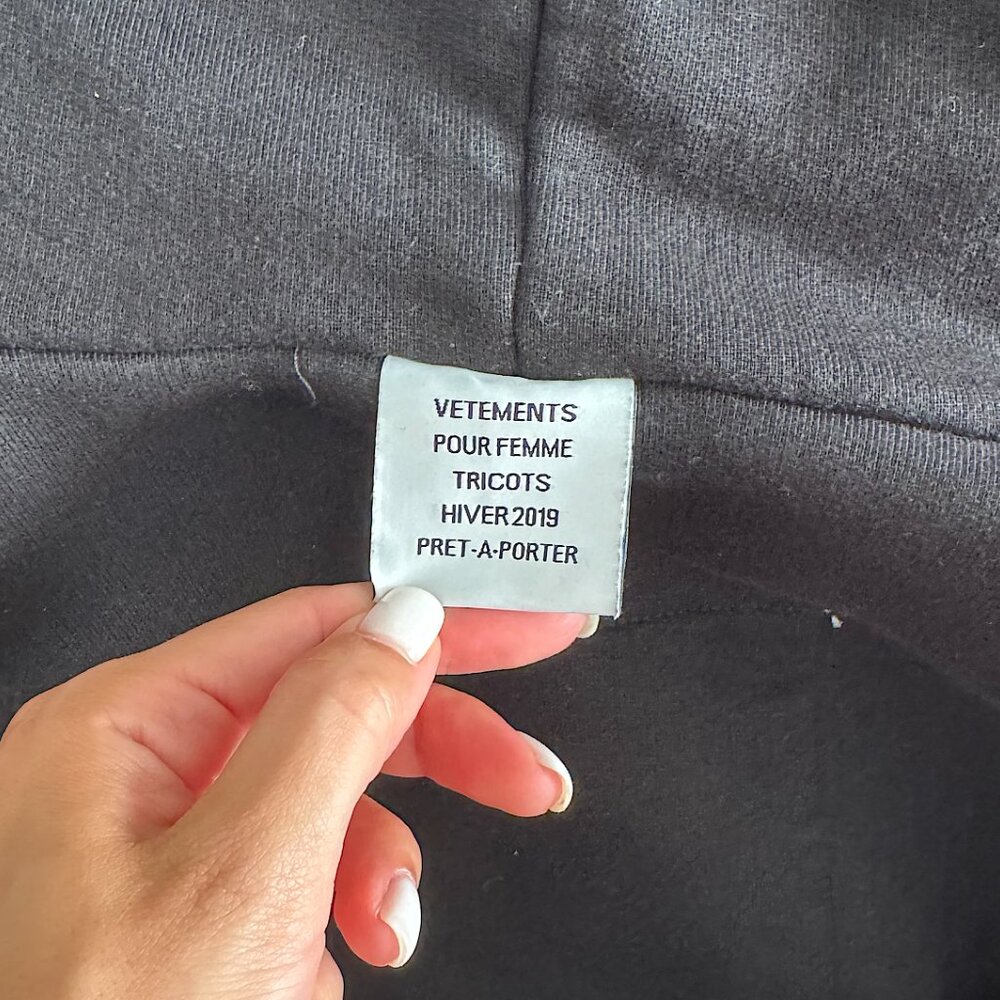 VETEMENTS
POUR FEMME
TRICOTS
HIVER 2019
PRET-A-PORTER